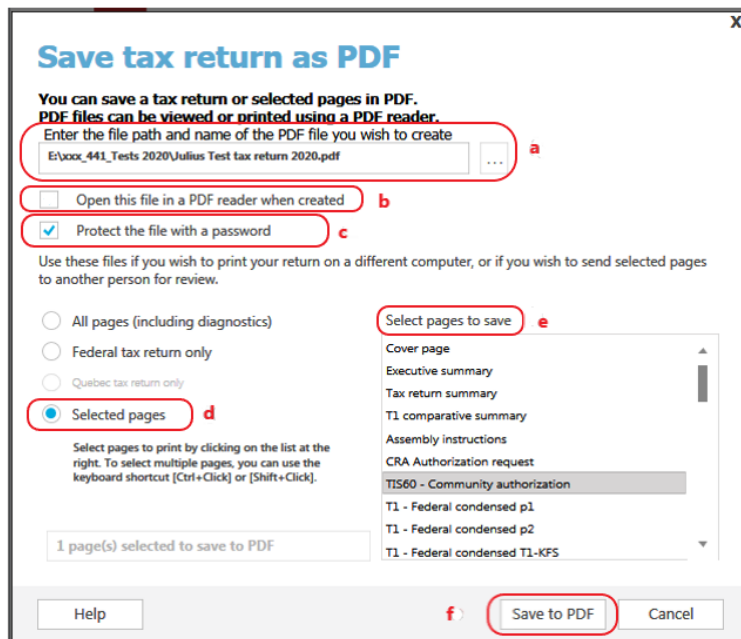 X
Save tax return as PDF
You can save a tax return or selected pages in PDF.
PDF files can be viewed or printed using a PDF reader.
Enter the file path and name of the PDF file you wish to create
a
E:\xxx_441_Tests 2020\Julius Test tax return 2020.pdf
...
Open this file in a PDF reader when created
b
Protect the file with a password
c
Use these files if you wish to print your return on a different computer, or if you wish to send selected pages
to another person for review.
All pages (including diagnostics)
Federal tax return only
Quebec tax return only
Selected pages
d
Select pages to print by clicking on the list at the
right. To select multiple pages, you can use the
keyboard shortcut [Ctrl+Click] or [Shift+Click].
1 page(s) selected to save to PDF
Select pages to save
e
Cover page
Executive summary
Tax return summary
T1 comparative summary
Assembly instructions
CRA Authorization request
TIS60 - Community authorization
T1 - Federal condensed p1
T1 - Federal condensed p2
T1 - Federal condensed T1-KFS
Help
f
Save to PDF
Cancel